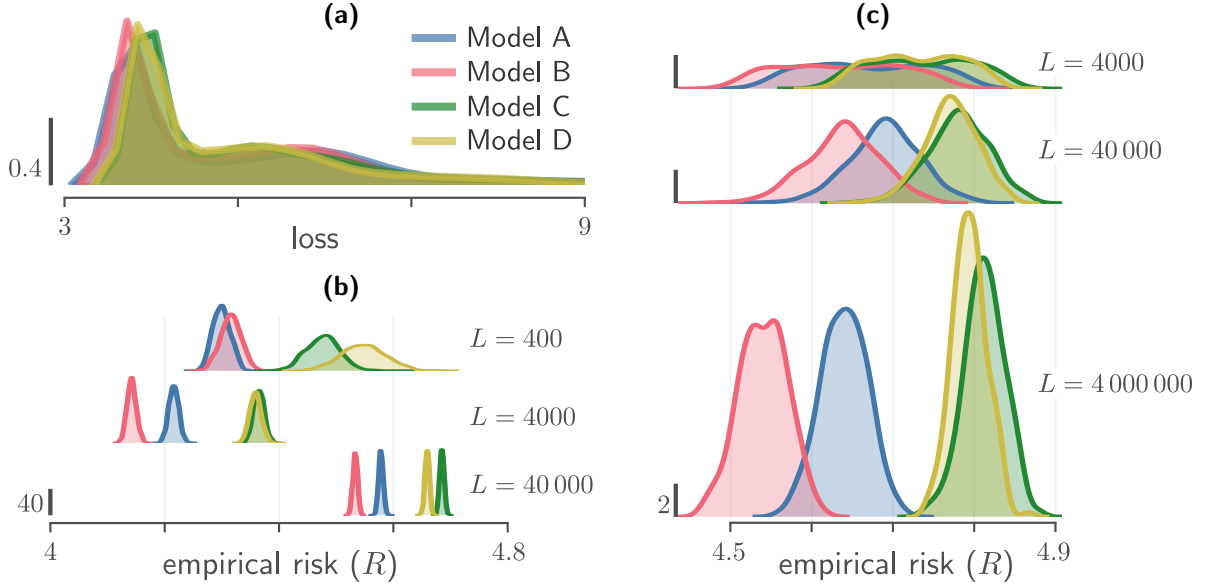 (a)
Model A
Model B
Model C
Model D
0.4
3
9
loss
(b)
L = 400
L = 4000
L = 40 000
40
4
4.8
empirical risk (R)
(c)
L = 4000
L = 40 000
L = 4 000 000
2
4.5
4.9
empirical risk (R)